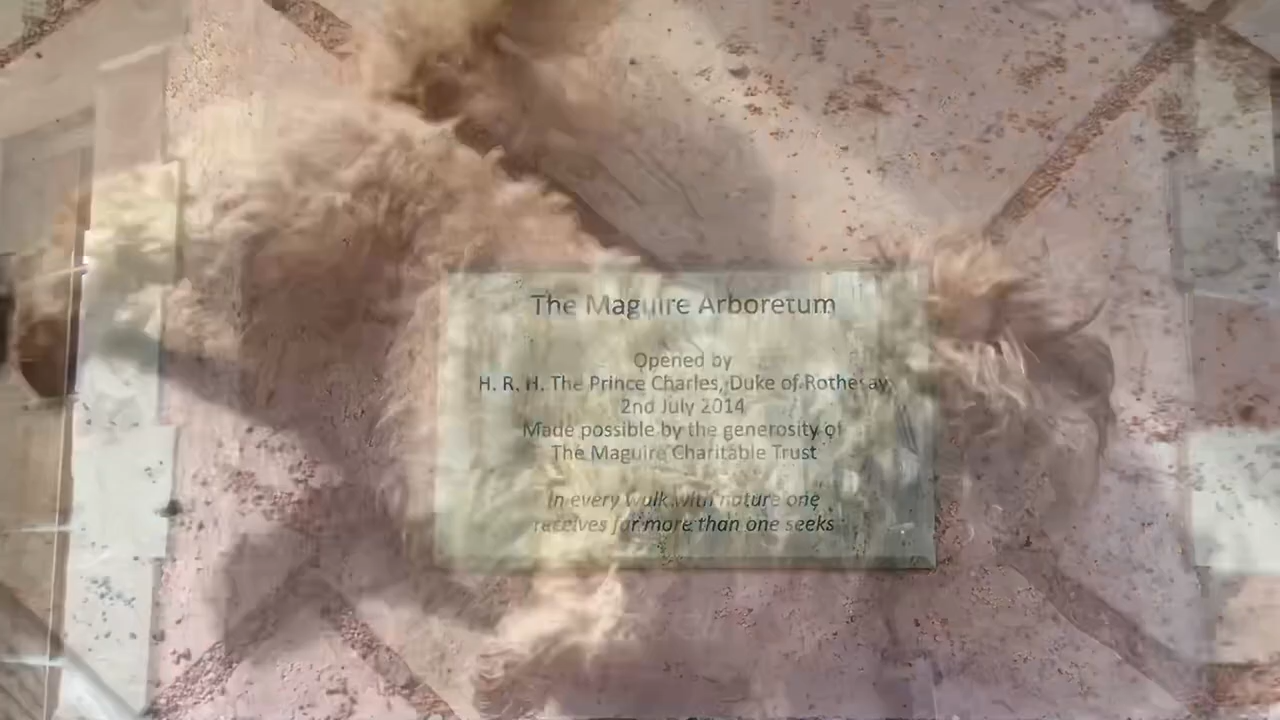 The Maguire Arboretum
Opened by
H. R. H. The Prince Charles, Duke of Rothesay
2nd July 2014
Made possible by the generosity of
The Maguire Charitable Trust
In every walk with nature one
receives far more than one seeks